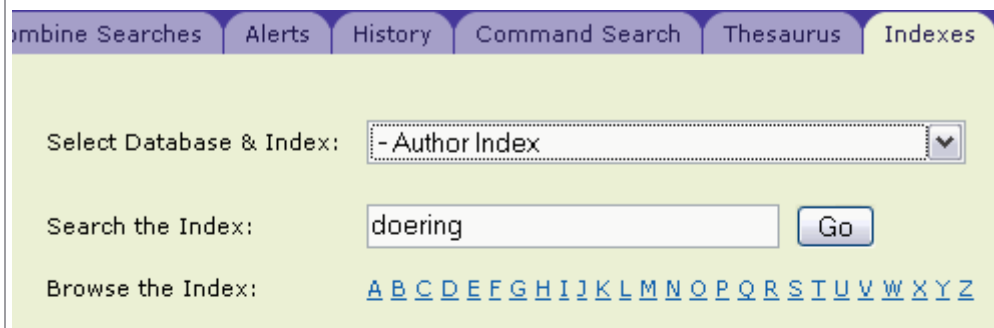 ombine Searches Alerts History Command Search Thesaurus Indexes
Select Database & Index: - Author Index
Search the Index: doering Go
Browse the Index: A B C D E F G H I J K L M N O P Q R S T U V W X Y Z